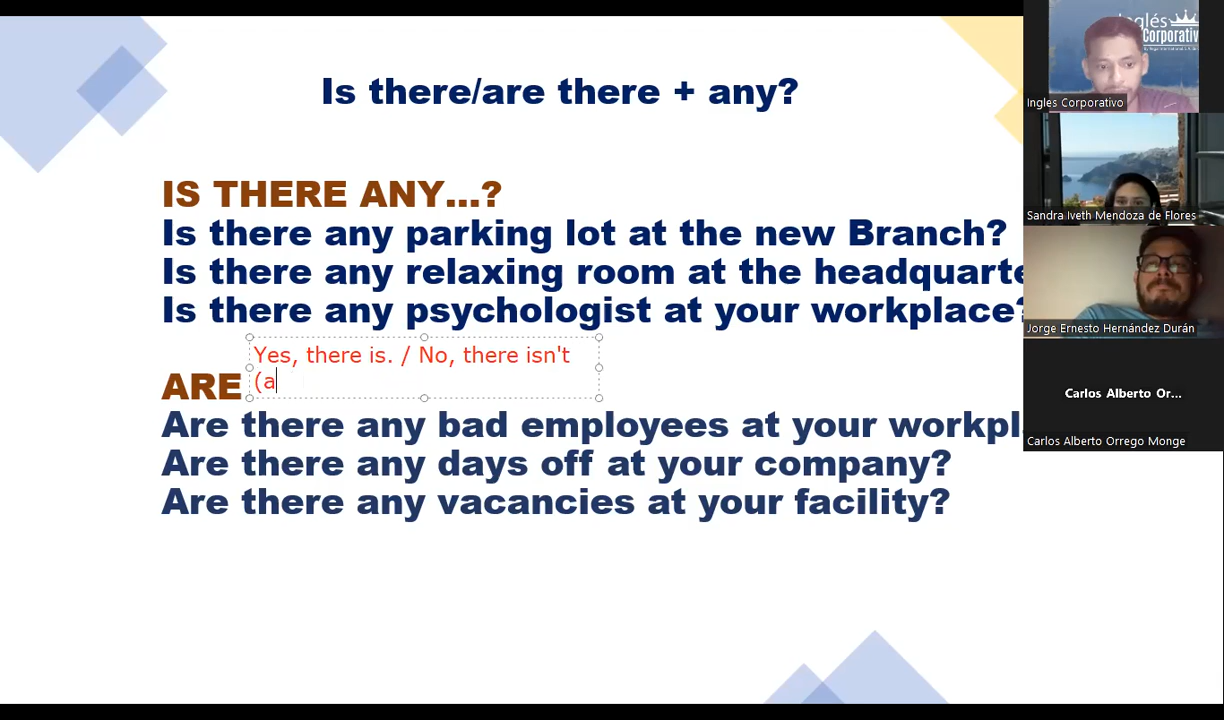 Is there/are there + any?
IS THERE ANY...?
Is there any parking lot at the new Branch?
Is there any relaxing room at the headquarte
Is there any psychologist at your workplace?
Yes, there is. / No, there isn't
(a
ARE
Are there any bad employees at your workpl
Are there any days off at your company?
Are there any vacancies at your facility?
Inglés
Corporativ
Ingles Corporativo
Sandra Iveth Mendoza de Flores
Jorge Ernesto Hernández Durán
Carlos Alberto Or...
Carlos Alberto Orrego Monge